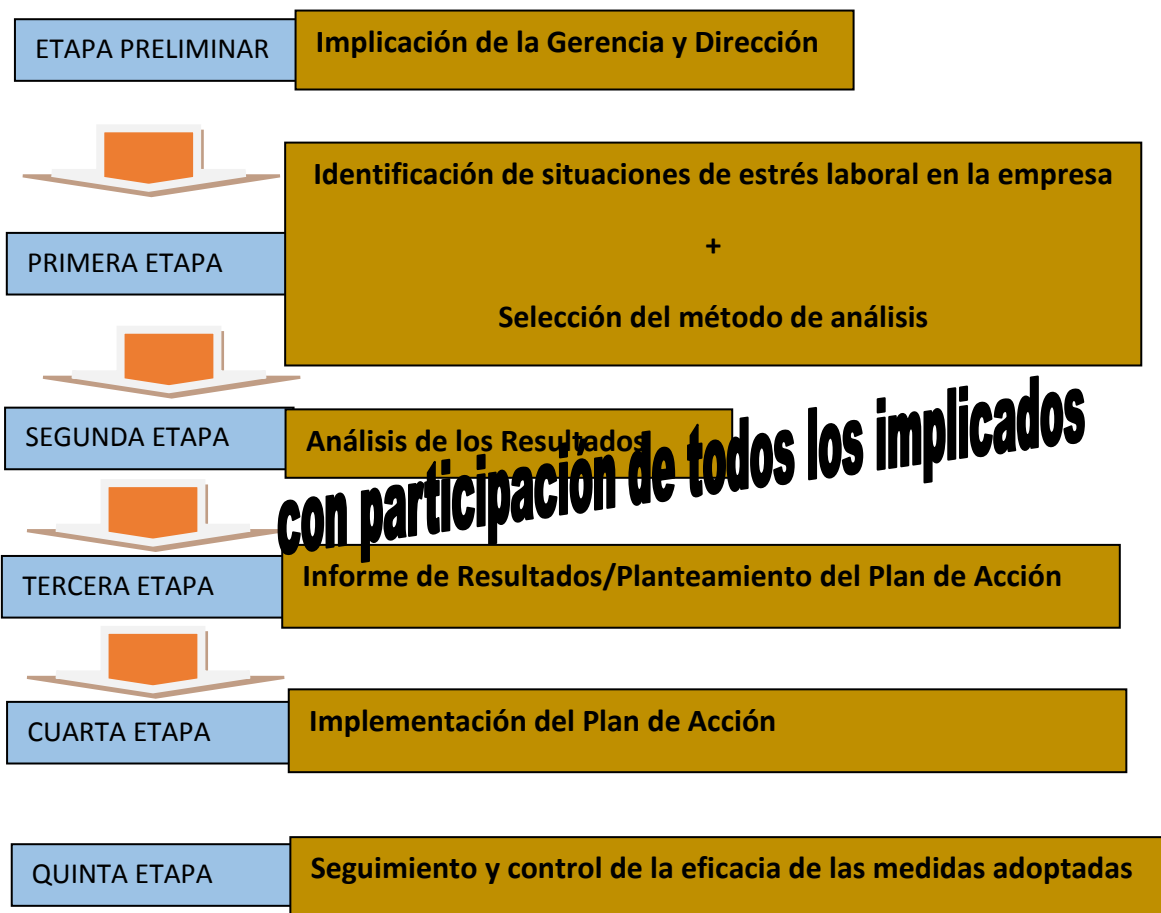 ETAPA PRELIMINAR
Implicación de la Gerencia y Dirección
Identificación de situaciones de estrés laboral en la empresa
+
PRIMERA ETAPA
Selección del método de análisis
SEGUNDA ETAPA
Análisis de los Resultados
con participación de todos los implicados
TERCERA ETAPA
Informe de Resultados/Planteamiento del Plan de Acción
CUARTA ETAPA
Implementación del Plan de Acción
QUINTA ETAPA
Seguimiento y control de la eficacia de las medidas adoptadas